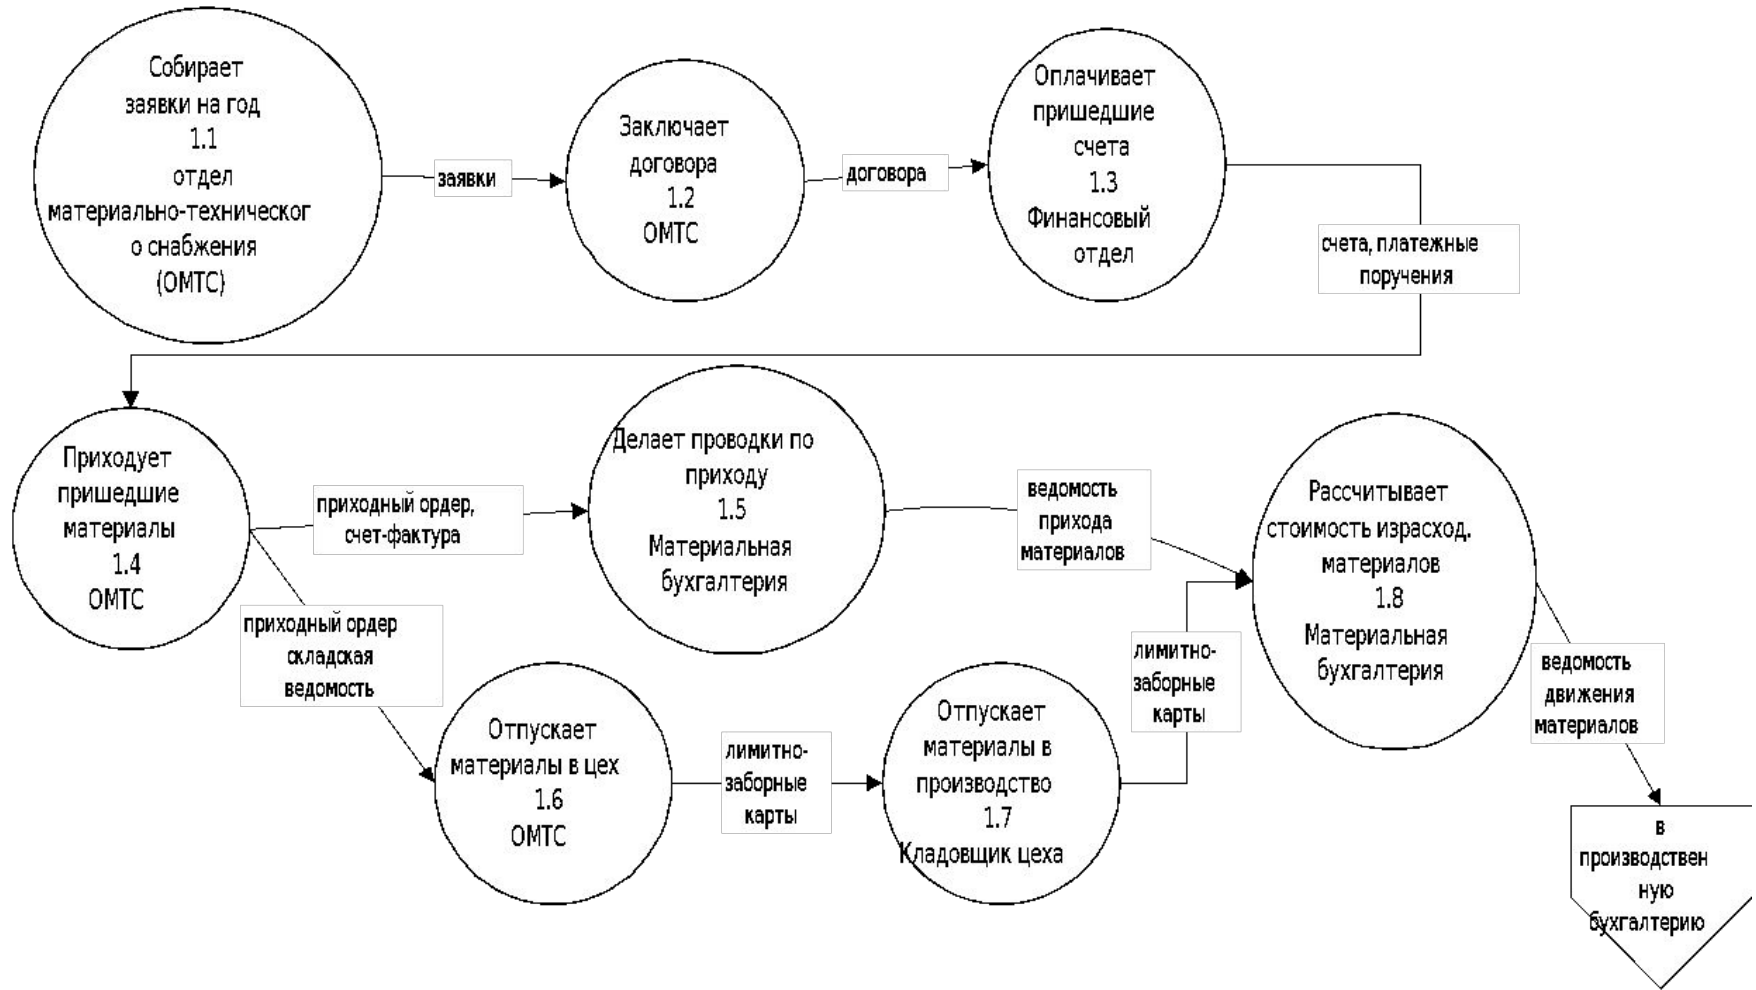 Собирает
заявки на год
1.1
отдел
материально-техническог
о снабжения
(ОМТС)
заявки
Заключает
договора
1.2
ОМТС
договора
Оплачивает
пришедшие
счета
1.3
Финансовый
отдел
счета, платежные
поручения
Приходует
пришедшие
материалы
1.4
ОМТС
приходный ордер,
счет-фактура
Делает проводки по
приходу
1.5
Материальная
бухгалтерия
ведомость
прихода
материалов
приходный ордер
складская
ведомость
Отпускает
материалы в цех
1.6
ОМТС
лимитно-
заборные
карты
Отпускает
материалы в
производство
1.7
Кладовщик цеха
лимитно-
заборные
карты
Рассчитывает
стоимость израсход.
материалов
1.8
Материальная
бухгалтерия
ведомость
движения
материалов
в
производствен
ную
бухгалтерию